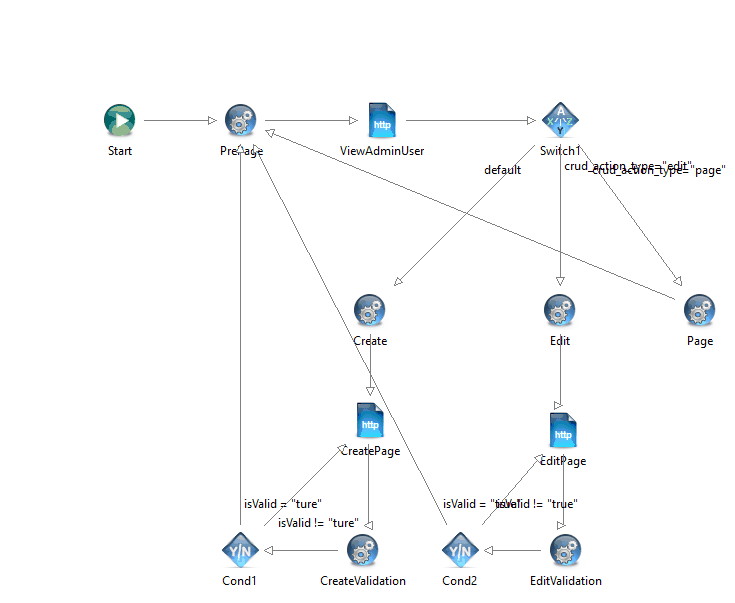 http
A
X Y Z
Y
Start
PrePage
ViewAdminUser
Switch1
default
crud_action_type="edit"
crud_action_type="page"
Create
Edit
Page
http
http
CreatePage
EditPage
isValid = "ture"
isValid = "true"
isValid != "true"
isValid != "ture"
Y/N
Y/N
Cond1
CreateValidation
Cond2
EditValidation